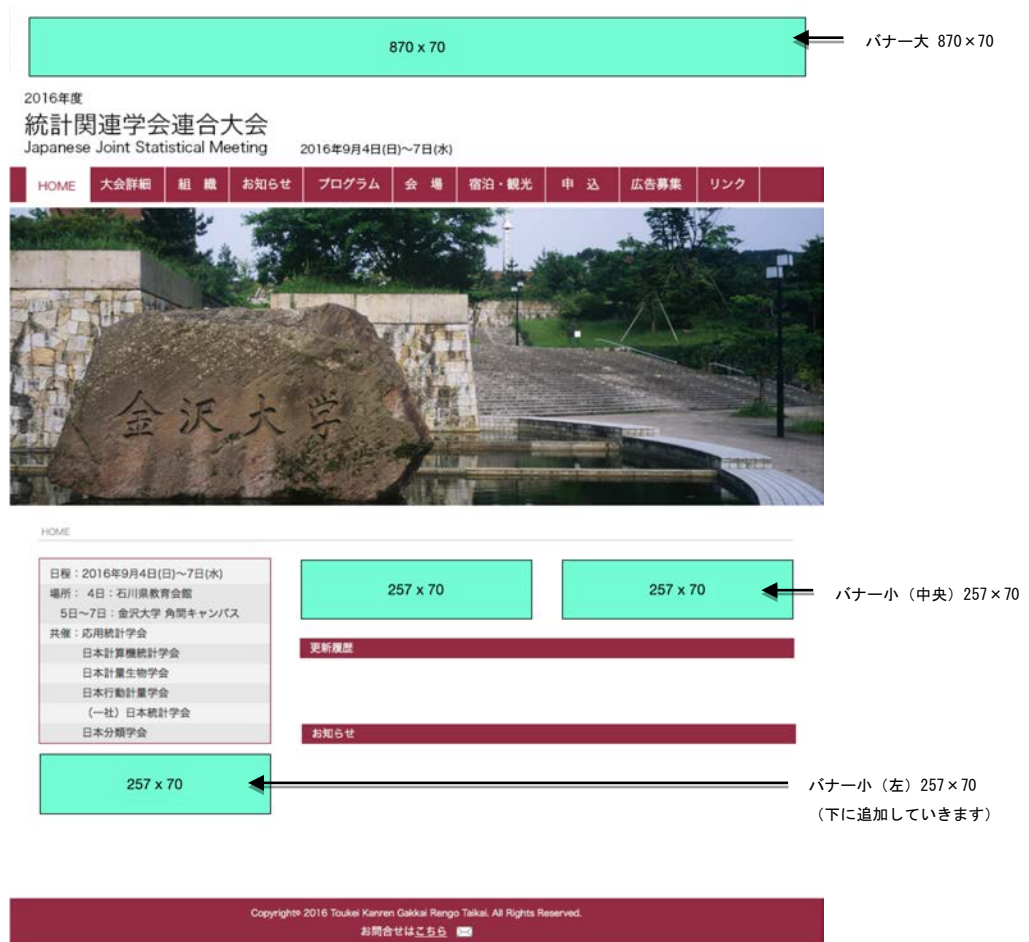 870 x 70
バナー大 870×70
2016年度
統計関連学会連合大会
Japanese Joint Statistical Meeting 2016年9月4日(日)〜7日(水)
HOME 大会詳細 組 織 お知らせ プログラム 会 場 宿泊・観光 申 込 広告募集 リンク
金沢大学
HOME
日程：2016年9月4日(日)〜7日(水)
場所： 4日：石川県教育会館
5日〜7日：金沢大学 角間キャンパス
共催：応用統計学会
日本計算機統計学会
日本計量生物学会
日本行動計量学会
（一社）日本統計学会
日本分類学会
257 x 70
257 x 70
バナー小（中央）257×70
更新履歴
お知らせ
257 x 70
バナー小（左）257×70
（下に追加していきます）
Copyright© 2016 Toukei Kanren Gakkai Rengo Taikai. All Rights Reserved.
お問合せはこちら